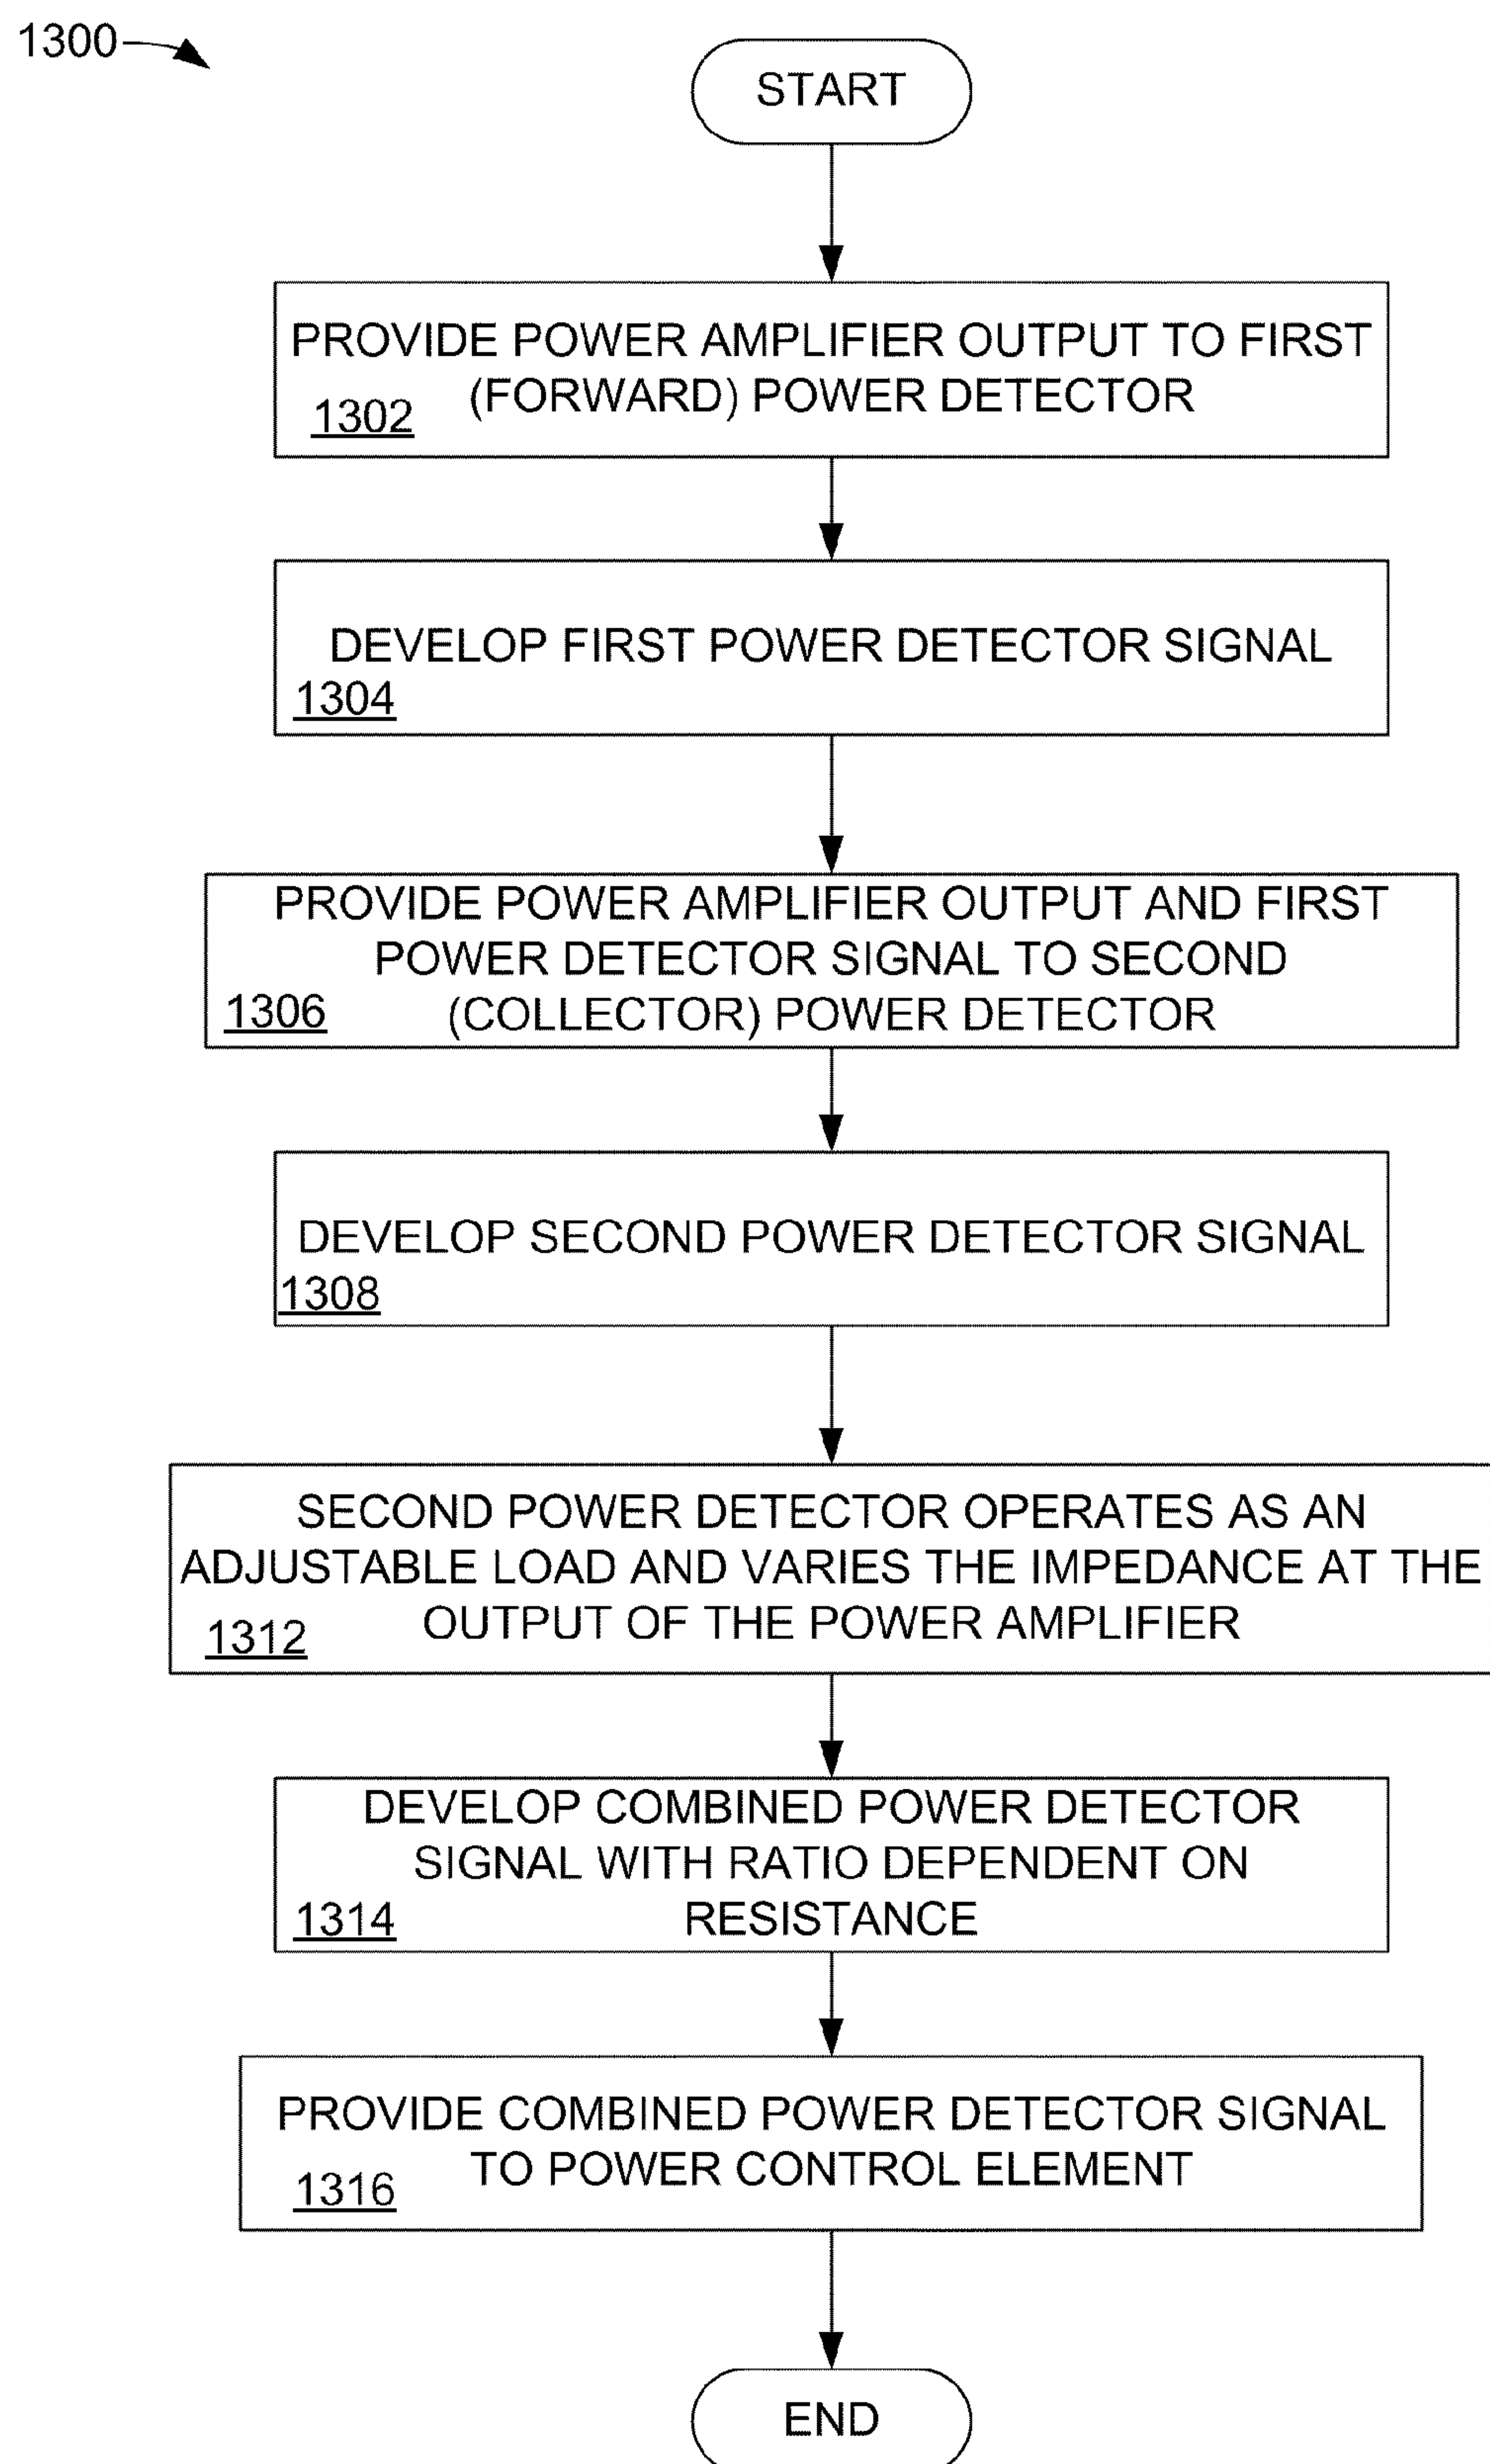 1300
START
PROVIDE POWER AMPLIFIER OUTPUT TO FIRST
(FORWARD) POWER DETECTOR
1302
DEVELOP FIRST POWER DETECTOR SIGNAL
1304
PROVIDE POWER AMPLIFIER OUTPUT AND FIRST
POWER DETECTOR SIGNAL TO SECOND
(COLLECTOR) POWER DETECTOR
1306
DEVELOP SECOND POWER DETECTOR SIGNAL
1308
SECOND POWER DETECTOR OPERATES AS AN
ADJUSTABLE LOAD AND VARIES THE IMPEDANCE AT THE
OUTPUT OF THE POWER AMPLIFIER
1312
DEVELOP COMBINED POWER DETECTOR
SIGNAL WITH RATIO DEPENDENT ON
RESISTANCE
1314
PROVIDE COMBINED POWER DETECTOR SIGNAL
TO POWER CONTROL ELEMENT
1316
END